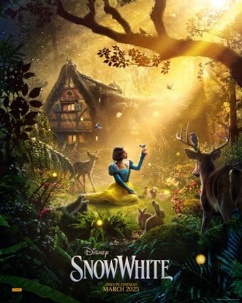 Disney
SNOW WHITE
ONLY IN CINEMAS
MARCH 2025